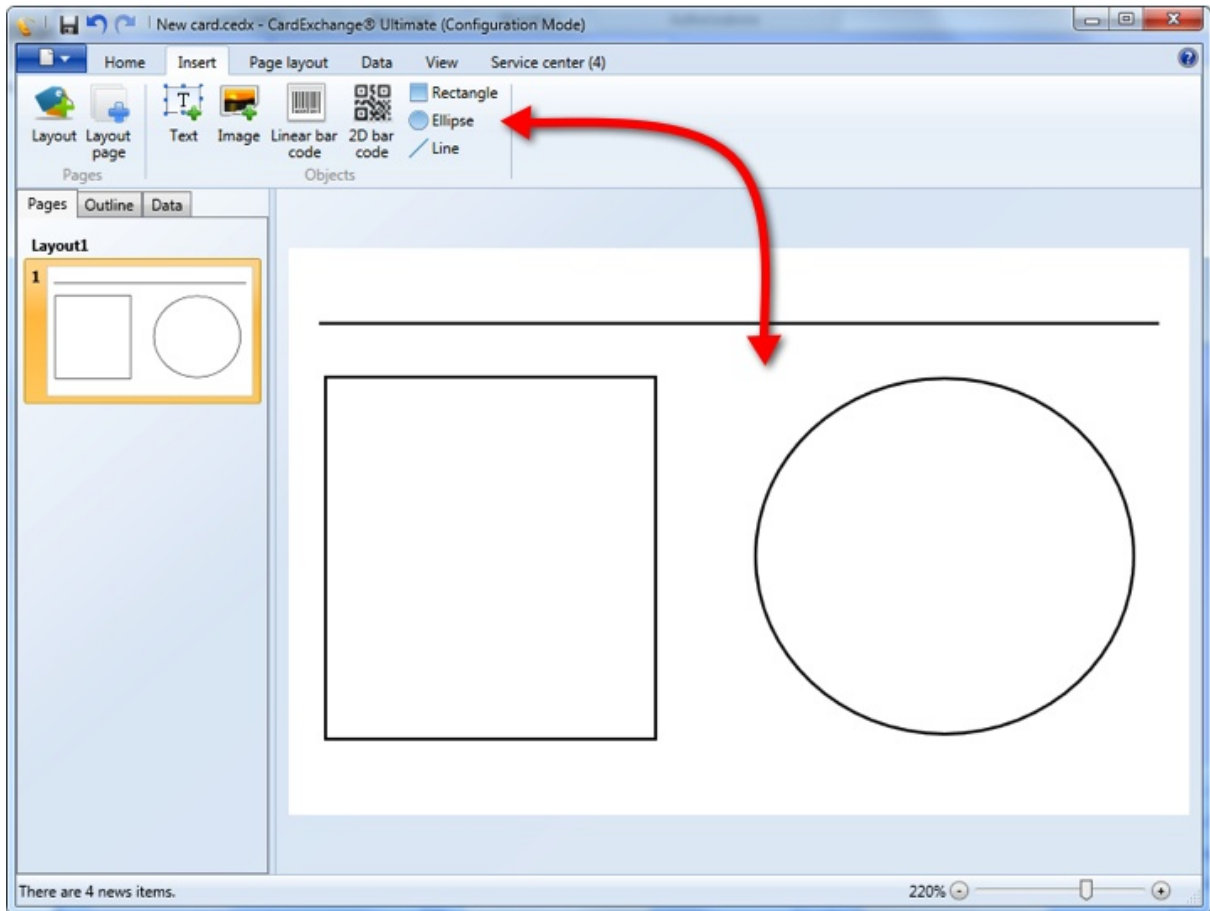 New card.cedx - CardExchange® Ultimate (Configuration Mode)
Home Insert Page layout Data View Service center (4)
Layout
Layout page
Text
Image
Linear bar code
2D bar code
Rectangle
Ellipse
Line
Pages
Objects
Pages Outline Data
Layout1
1
There are 4 news items.
220%